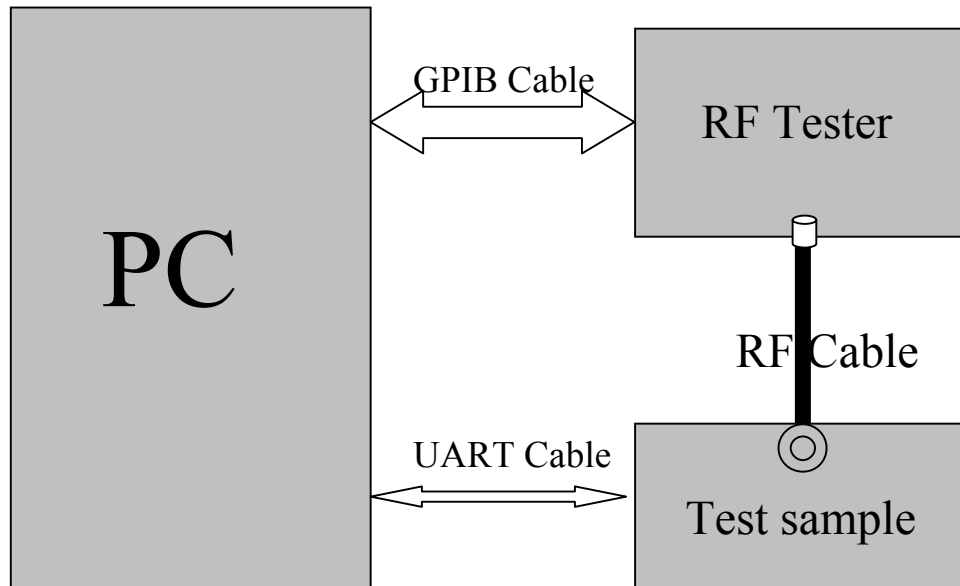 GPIB Cable
RF Tester
PC
RF Cable
UART Cable
Test sample